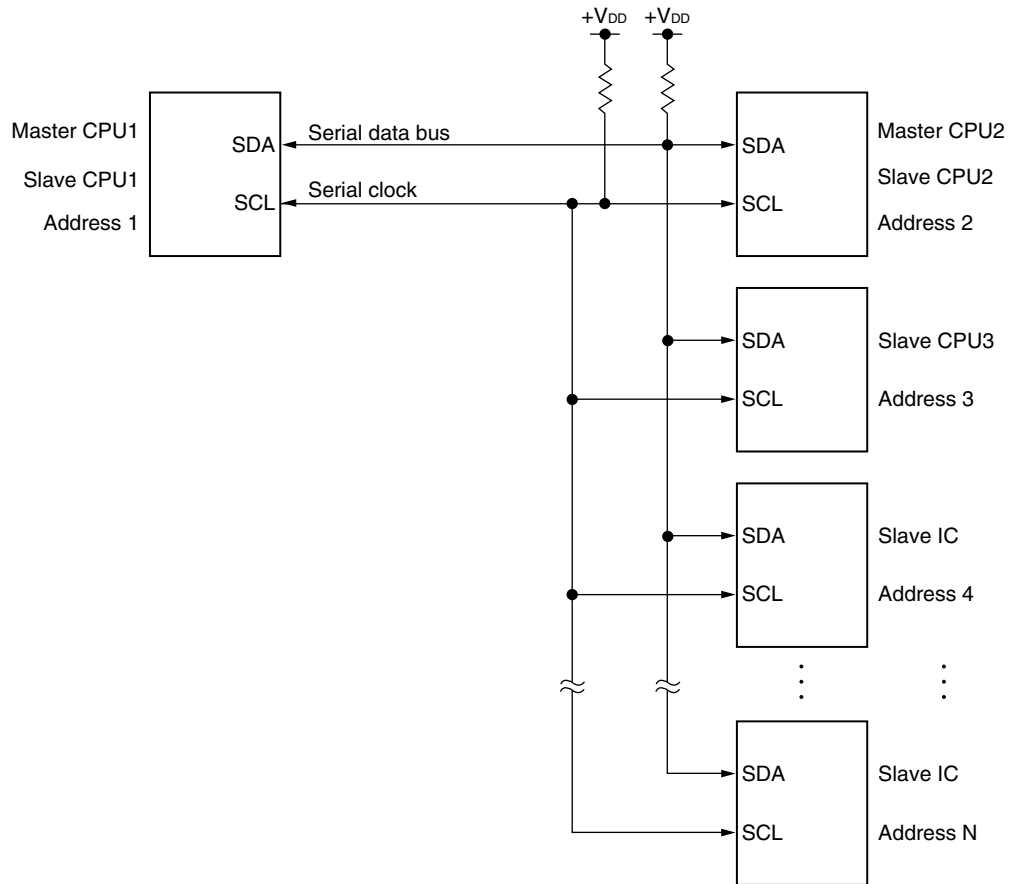 +VDD +VDD
Master CPU1
Slave CPU1
Address 1
SDA
SCL
Serial data bus
Serial clock
SDA
SCL
Master CPU2
Slave CPU2
Address 2
SDA
SCL
Slave CPU3
Address 3
SDA
SCL
Slave IC
Address 4
SDA
SCL
Slave IC
Address N